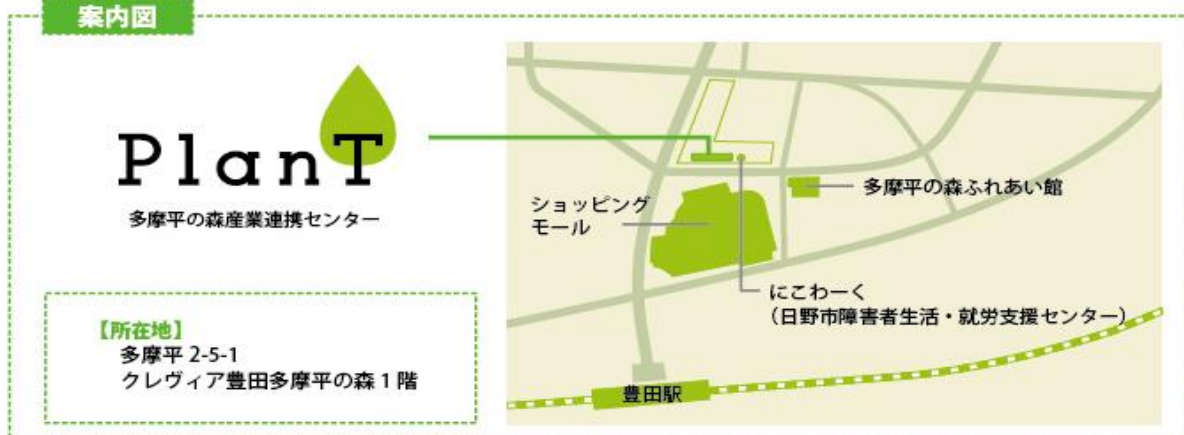 案内図
PlanT
多摩平の森産業連携センター
【所在地】
多摩平 2-5-1
クレヴィア豊田多摩平の森 1 階
ショッピング
モール
多摩平の森ふれあい館
にこわーく
（日野市障害者生活・就労支援センター）
豊田駅